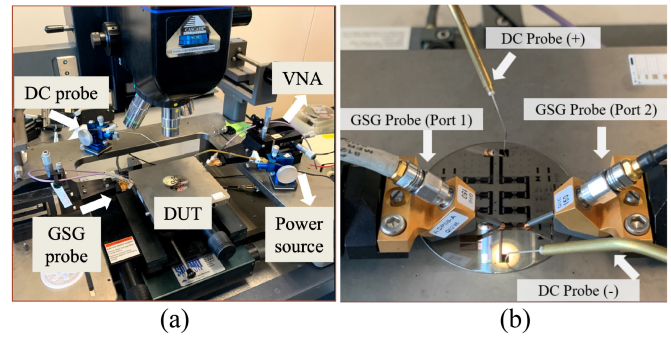 CASCADE
DC probe
VNA
DUT
GSG
probe
Power
source
(a)
DC Probe (+)
GSG Probe (Port 1)
GSG Probe (Port 2)
DC Probe (-)
(b)